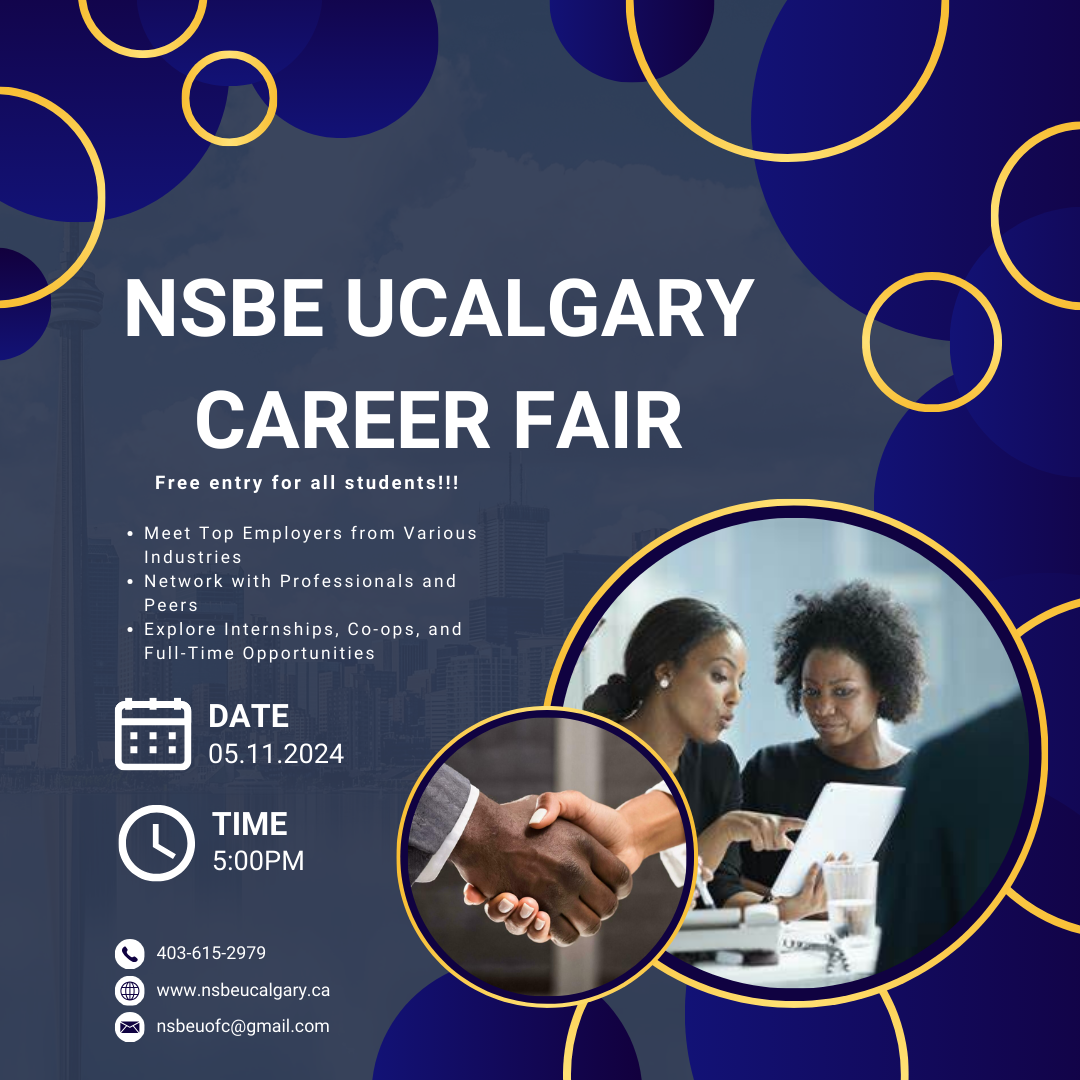 NSBE UCALGARY
CAREER FAIR
Free entry for all students!!!
• Meet Top Employers from Various
Industries
• Network with Professionals and
Peers
• Explore Internships, Co-ops, and
Full-Time Opportunities
DATE
05.11.2024
TIME
5:00PM
403-615-2979
www.nsbeucalgary.ca
nsbeuofc@gmail.com